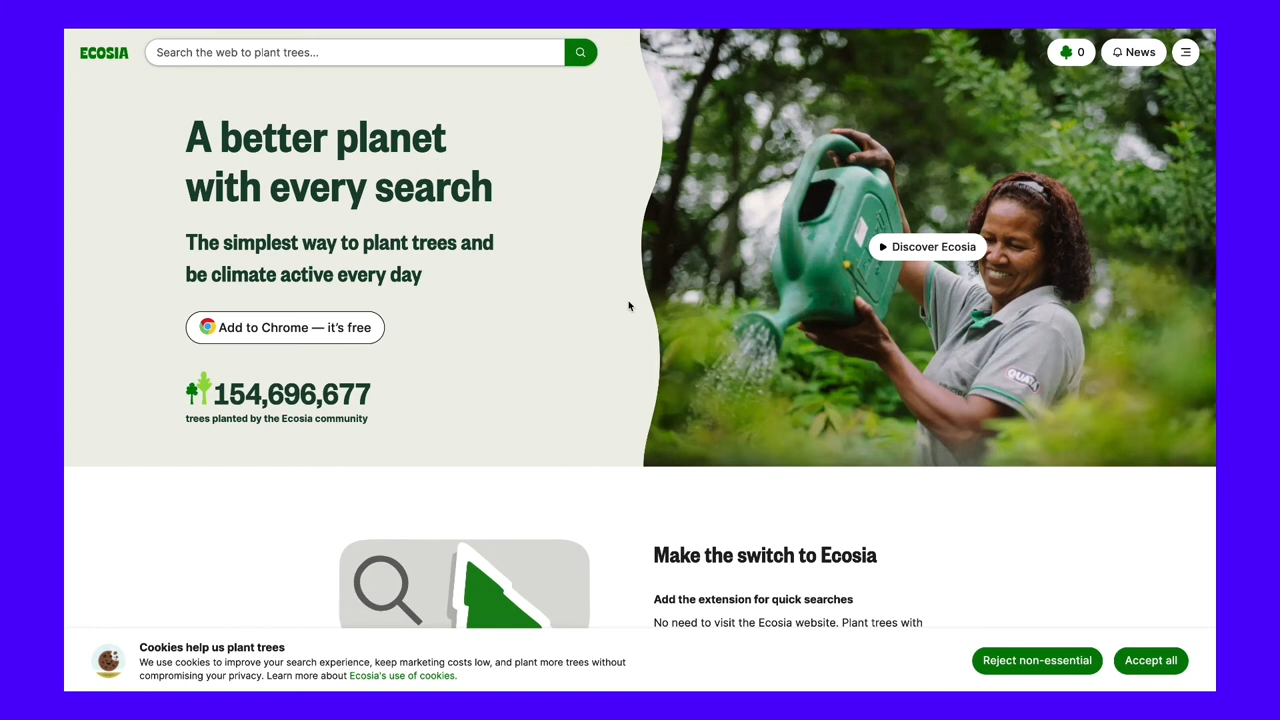 ECOSIA
Search the web to plant trees...
0
News
A better planet
with every search
The simplest way to plant trees and
be climate active every day
Add to Chrome — it's free
154,696,677
trees planted by the Ecosia community
Discover Ecosia
Make the switch to Ecosia
Add the extension for quick searches
No need to visit the Ecosia website. Plant trees with
Cookies help us plant trees
We use cookies to improve your search experience, keep marketing costs low, and plant more trees without
compromising your privacy. Learn more about Ecosia's use of cookies.
Reject non-essential
Accept all